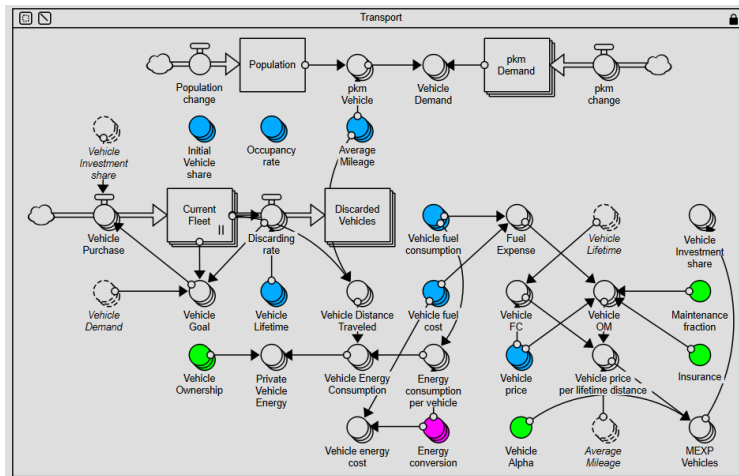 Transport
Population
pkm
Demand
Population
change
pkm
Vehicle
Vehicle
Demand
pkm
change
Vehicle
Investment
share
Initial
Vehicle
share
Occupancy
rate
Average
Mileage
Current
Fleet
Discarded
Vehicles
Vehicle
Purchase
Discarding
rate
Vehicle fuel
consumption
Fuel
Expense
Vehicle
Lifetime
Vehicle
Investment
share
Vehicle
Demand
Vehicle
Goal
Vehicle
Lifetime
Vehicle Distance
Traveled
Vehicle fuel
cost
Vehicle
FC
Vehicle
OM
Maintenance
fraction
Vehicle
Ownership
Private
Vehicle
Energy
Vehicle Energy
Consumption
Energy
consumption
per vehicle
Vehicle
price
Vehicle price
per lifetime distance
Insurance
Vehicle energy
cost
Energy
conversion
Vehicle
Alpha
Average
Mileage
MEXP
Vehicles